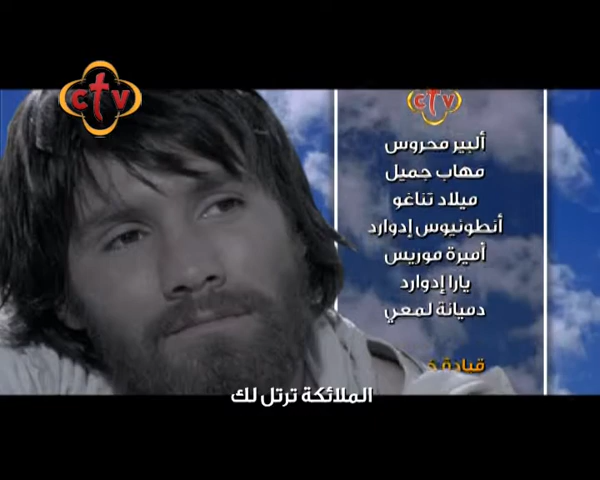 ctv
ctv
ألبير محروس
مهاب جميل
ميلاد تناغو
أنطونيوس إدوارد
أميرة موريس
يارا إدوارد
دميانة لمعي
قيادة
الملائكة ترتل لك